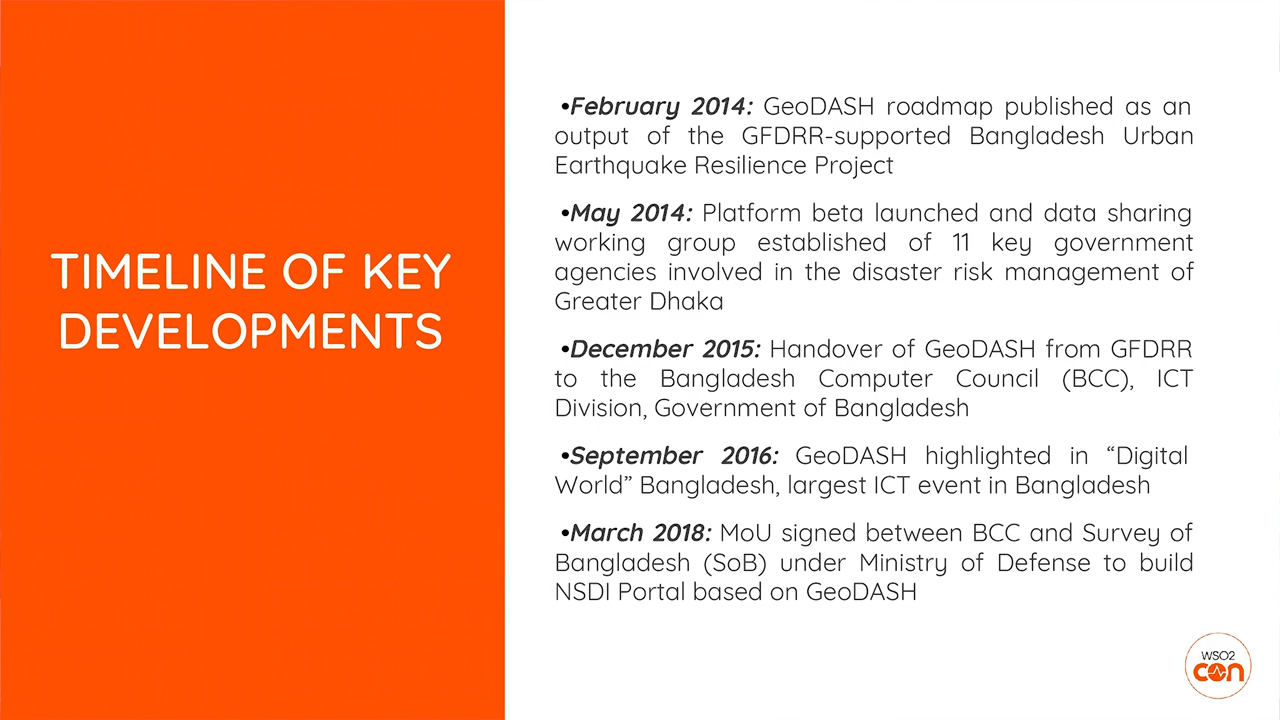 TIMELINE OF KEY
DEVELOPMENTS
•February 2014: GeoDASH roadmap published as an
output of the GFDRR-supported Bangladesh Urban
Earthquake Resilience Project
•May 2014: Platform beta launched and data sharing
working group established of 11 key government
agencies involved in the disaster risk management of
Greater Dhaka
•December 2015: Handover of GeoDASH from GFDRR
to the Bangladesh Computer Council (BCC), ICT
Division, Government of Bangladesh
•September 2016: GeoDASH highlighted in “Digital
World” Bangladesh, largest ICT event in Bangladesh
•March 2018: MoU signed between BCC and Survey of
Bangladesh (SoB) under Ministry of Defense to build
NSDI Portal based on GeoDASH
WSO2
con